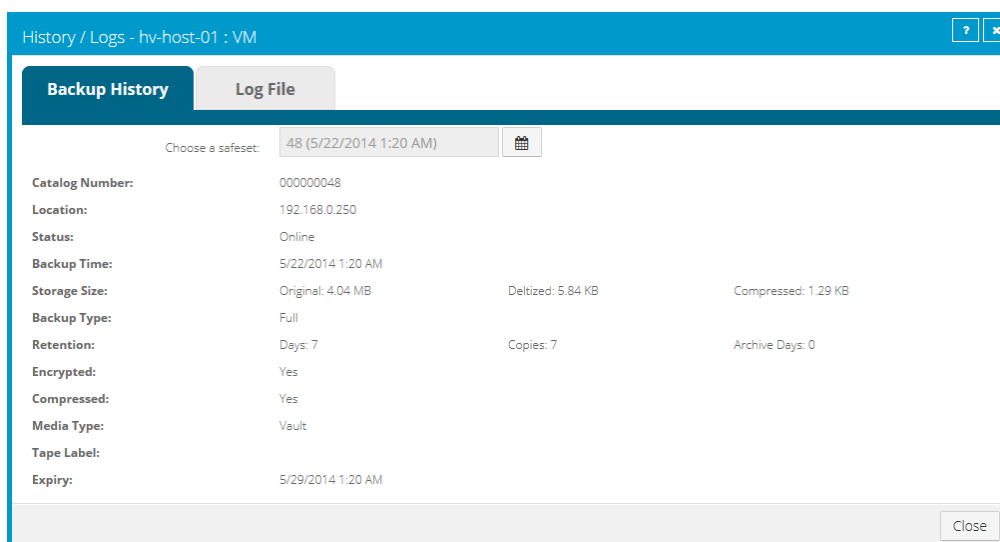 History / Logs - hv-host-01 : VM ? ×
Backup History Log File
Choose a safeset: 48 (5/22/2014 1:20 AM)
Catalog Number: 000000048
Location: 192.168.0.250
Status: Online
Backup Time: 5/22/2014 1:20 AM
Storage Size: Original: 4.04 MB Deltized: 5.84 KB Compressed: 1.29 KB
Backup Type: Full
Retention: Days: 7 Copies: 7 Archive Days: 0
Encrypted: Yes
Compressed: Yes
Media Type: Vault
Tape Label:
Expiry: 5/29/2014 1:20 AM
Close